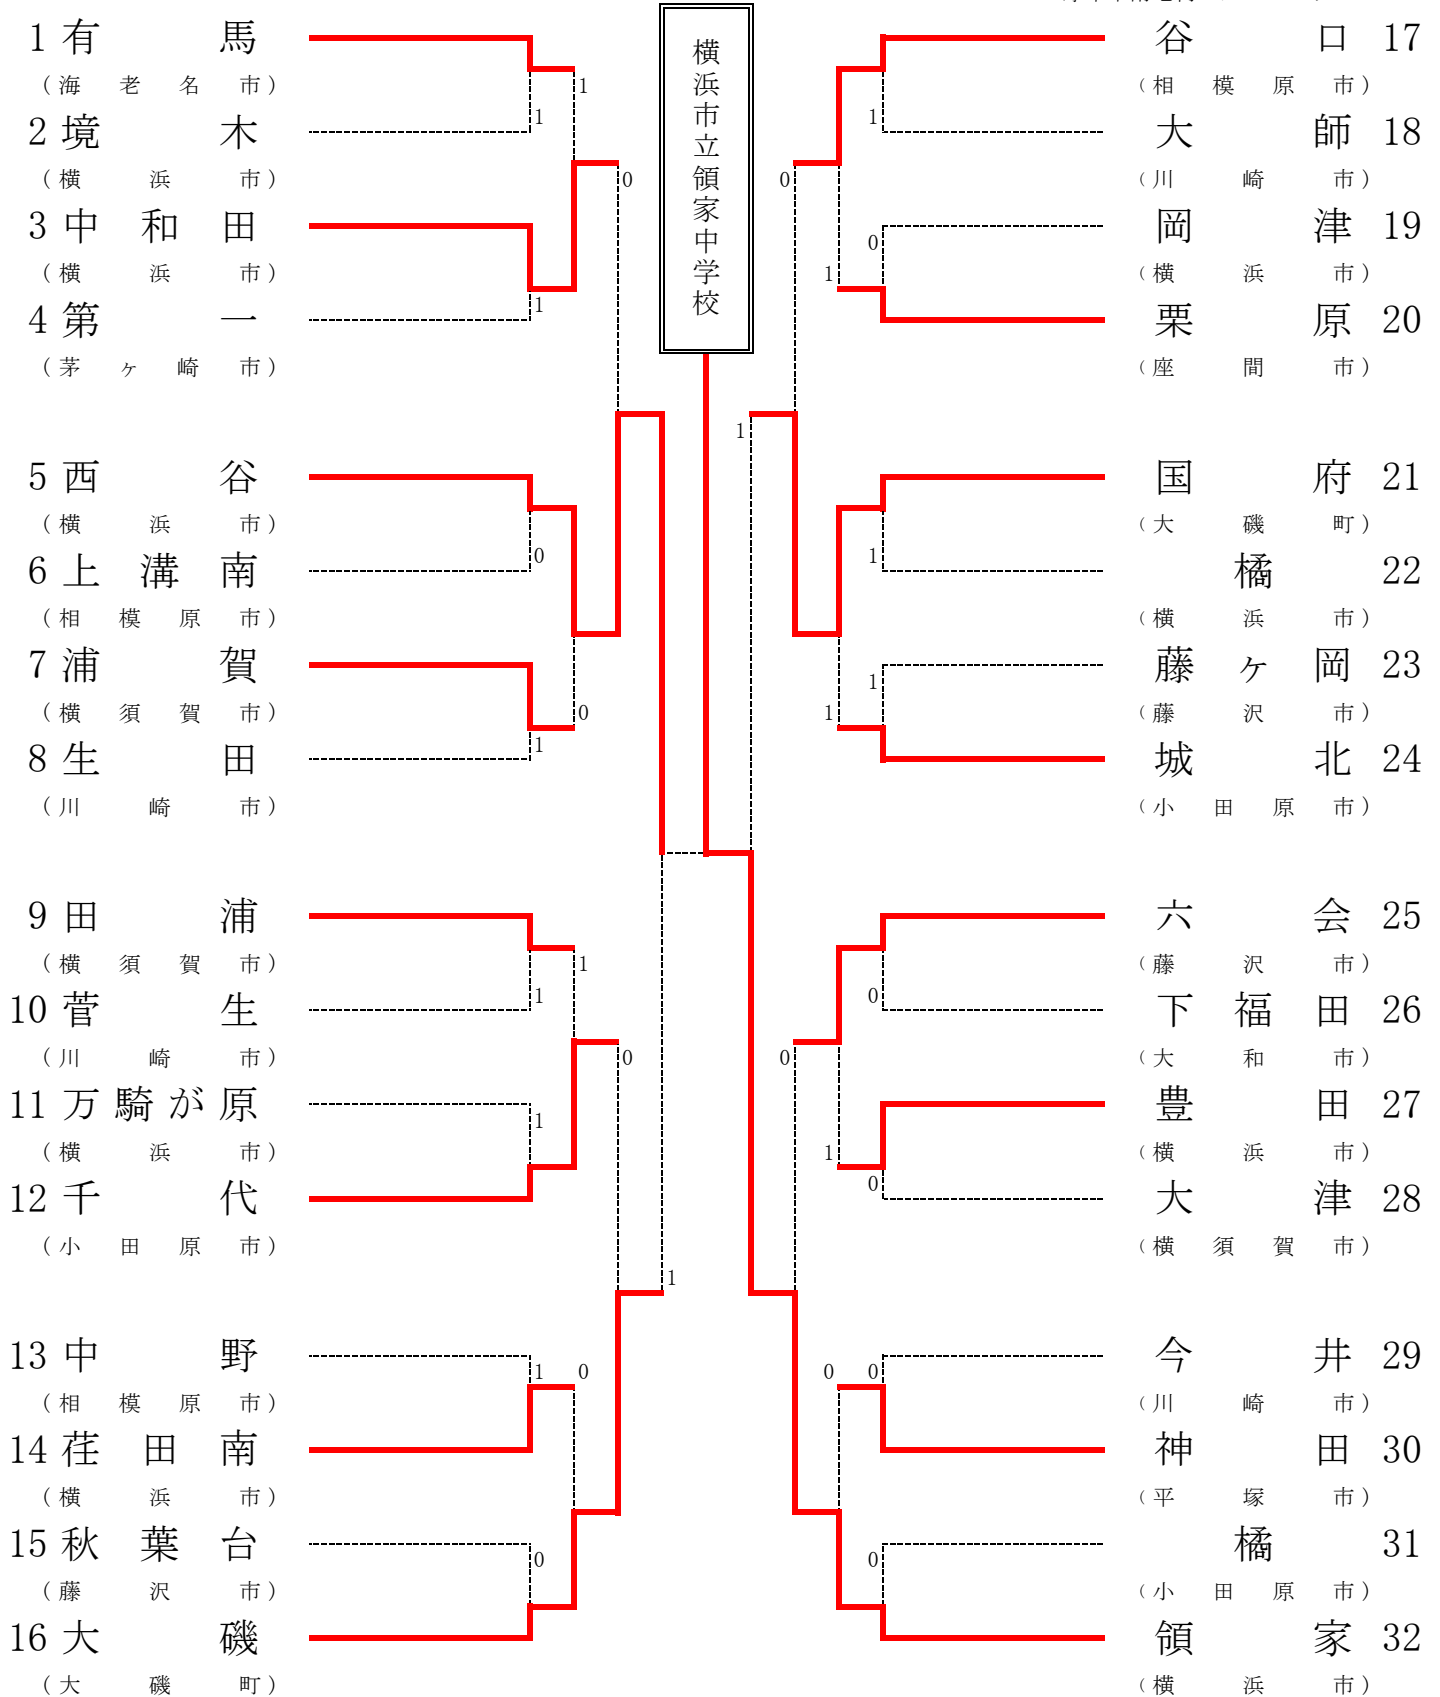 1 有馬
(海老名市)
1
1
2 境木
(横浜市)
0
3 中和田
(横浜市)
1
4 第一
(茅ヶ崎市)
5 西谷
(横浜市)
0
6 上溝南
(相模原市)
7 浦賀
(横須賀市)
0
1
8 生田
(川崎市)
9 田浦
(横須賀市)
1
1
10 菅生
(川崎市)
0
11 万騎が原
1
(横浜市)
12 千代
(小田原市)
1
13 中野
1 0
(相模原市)
14 荏田南
(横浜市)
15 秋葉台
0
(藤沢市)
16 大磯
(大磯町)
横浜市立領家中学校
谷口 17
(相模原市)
1
大師 18
(川崎市)
0
岡津 19
0
(横浜市)
1
栗原 20
(座間市)
1
国府 21
(大磯町)
1
橘 22
(横浜市)
藤ヶ岡 23
1
(藤沢市)
1
城北 24
(小田原市)
六会 25
(藤沢市)
0
下福田 26
(大和市)
0
豊田 27
(横浜市)
1
0
大津 28
(横須賀市)
今井 29
0 0
(川崎市)
神田 30
(平塚市)
橘 31
0
(小田原市)
領家 32
(横浜市)